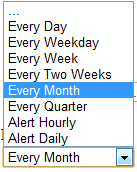 ...
Every Day
Every Weekday
Every Week
Every Two Weeks
Every Month
Every Quarter
Alert Hourly
Alert Daily
Every Month